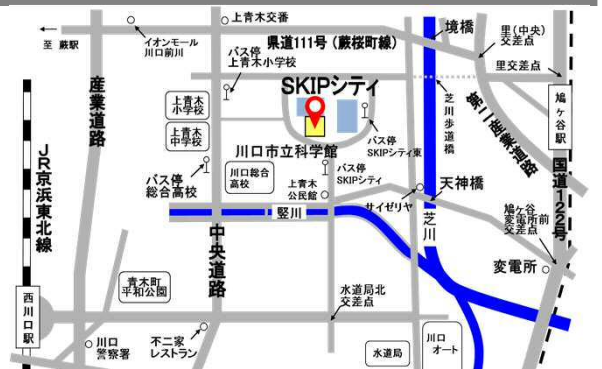 上青木交番
至 蕨駅
イオンモール
川口前川
県道111号 (蕨桜町線)
境橋
里(中央)
交差点
里交差点
バス停
上青木小学校
SKIPシティ
産業道路
上青木
小学校
上青木
中学校
バス停
SKIPシティ東
芝川歩道橋
第二産業道路
鳩ヶ谷駅
国道122号
川口市立科学館
JR京浜東北線
バス停
総合高校
川口総合
高校
バス停
SKIPシティ
上青木
公民館
サイゼリヤ
天神橋
竪川
芝川
中央道路
鳩ヶ谷
変電所前
交差点
変電所
青木町
平和公園
西川口駅
水道局北
交差点
川口
警察署
不二家
レストラン
水道局
川口
オート